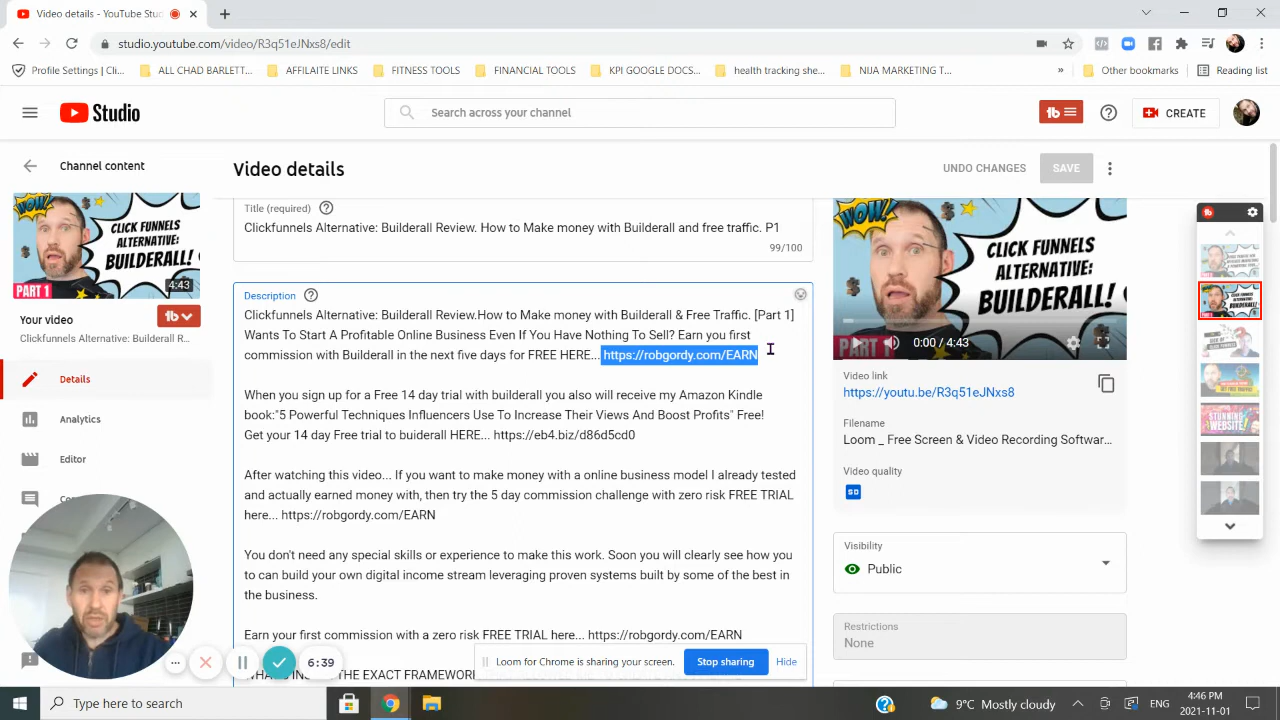 Video details - YouTube Stu
studio.youtube.com/video/R3q51eJNxs8/edit
Profile Settings | Cli...
ALL CHAD BARLETT...
AFFILAITE LINKS
FITNESS TOOLS
FINANCIAL TOOLS
KPI GOOGLE DOCS...
health tracking she...
NIJA MARKETING T...
»
Other bookmarks
Reading list
Studio
Search across your channel
CREATE
Channel content
Video details
UNDO CHANGES
SAVE
WOW!
CLICK FUNNELS
ALTERNATIVE:
BUILDERALL!
PART 1
4:43
Your video
Clickfunnels Alternative: Builderall R...
Details
Analytics
Editor
Title (required)
Clickfunnels Alternative: Builderall Review. How to Make money with Builderall and free traffic. P1
99/100
Description
Clickfunnels Alternative: Builderall Review.How to Make money with Builderall & Free Traffic. [Part 1]
Wants To Start A Profitable Online Business Even If You Have Nothing To Sell? Earn you first
commission with Builderall in the next five days for FREE HERE... https://robgordy.com/EARN
When you sign up for a Free 14 day trial with builderall you also will receive my Amazon Kindle
book:"5 Powerful Techniques Influencers Use To Increase Their Views And Boost Profits" Free!
Get your 14 day Free trial to buiderall HERE... https://eb4.biz/d86d5cd0
After watching this video... If you want to make money with a online business model I already tested
and actually earned money with, then try the 5 day commission challenge with zero risk FREE TRIAL
here... https://robgordy.com/EARN
You don't need any special skills or experience to make this work. Soon you will clearly see how you
to can build your own digital income stream leveraging proven systems built by some of the best in
the business.
Earn your first commission with a zero risk FREE TRIAL here... https://robgordy.com/EARN
THE EXACT FRAMEWOR
WOW!
CLICK FUNNELS
ALTERNATIVE:
BUILDERALL!
0:00 / 4:43
Video link
https://youtu.be/R3q51eJNxs8
Filename
Loom _ Free Screen & Video Recording Softwar...
Video quality
SD
Visibility
Public
Restrictions
None
6:39
Loom for Chrome is sharing your screen.
Stop sharing
Hide
Type here to search
9°C Mostly cloudy
ENG
4:46 PM
2021-11-01